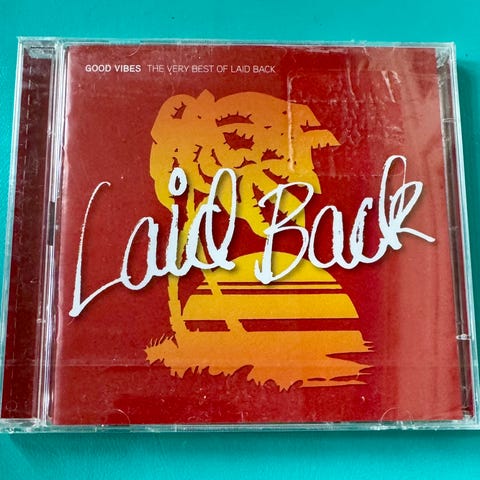 GOOD VIBES THE VERY BEST OF LAID BACK
Laid Back